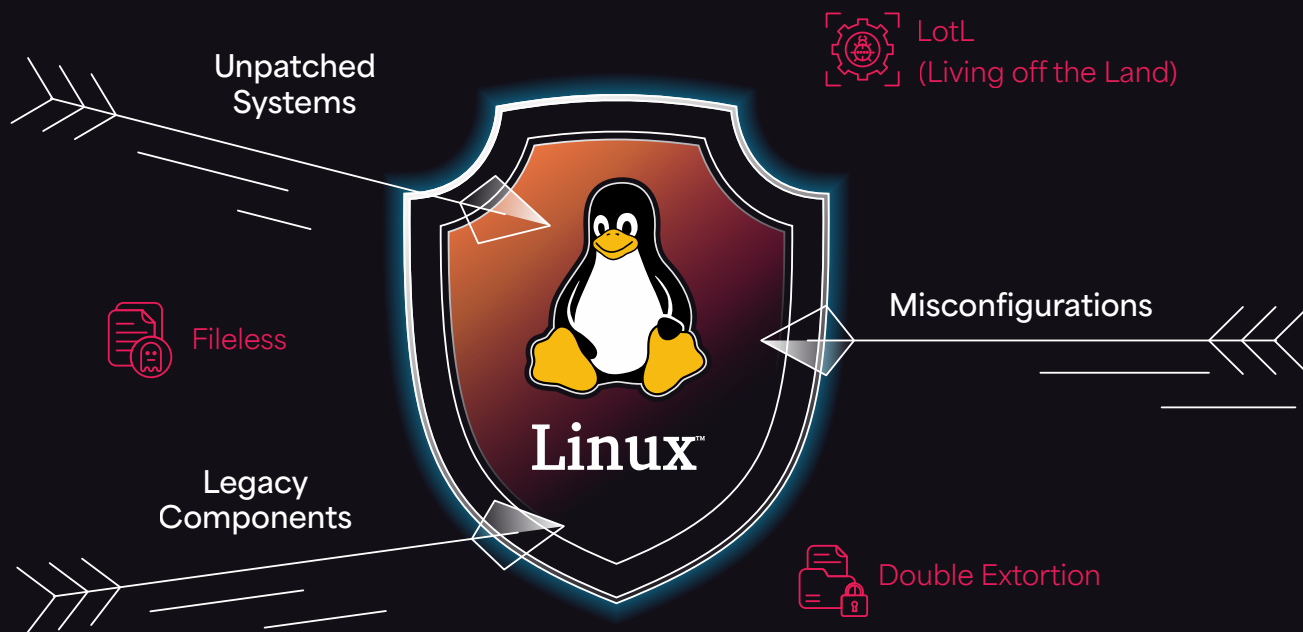 LotL
(Living off the Land)
Unpatched
Systems
Misconfigurations
Fileless
Linux™
Legacy
Components
Double Extortion